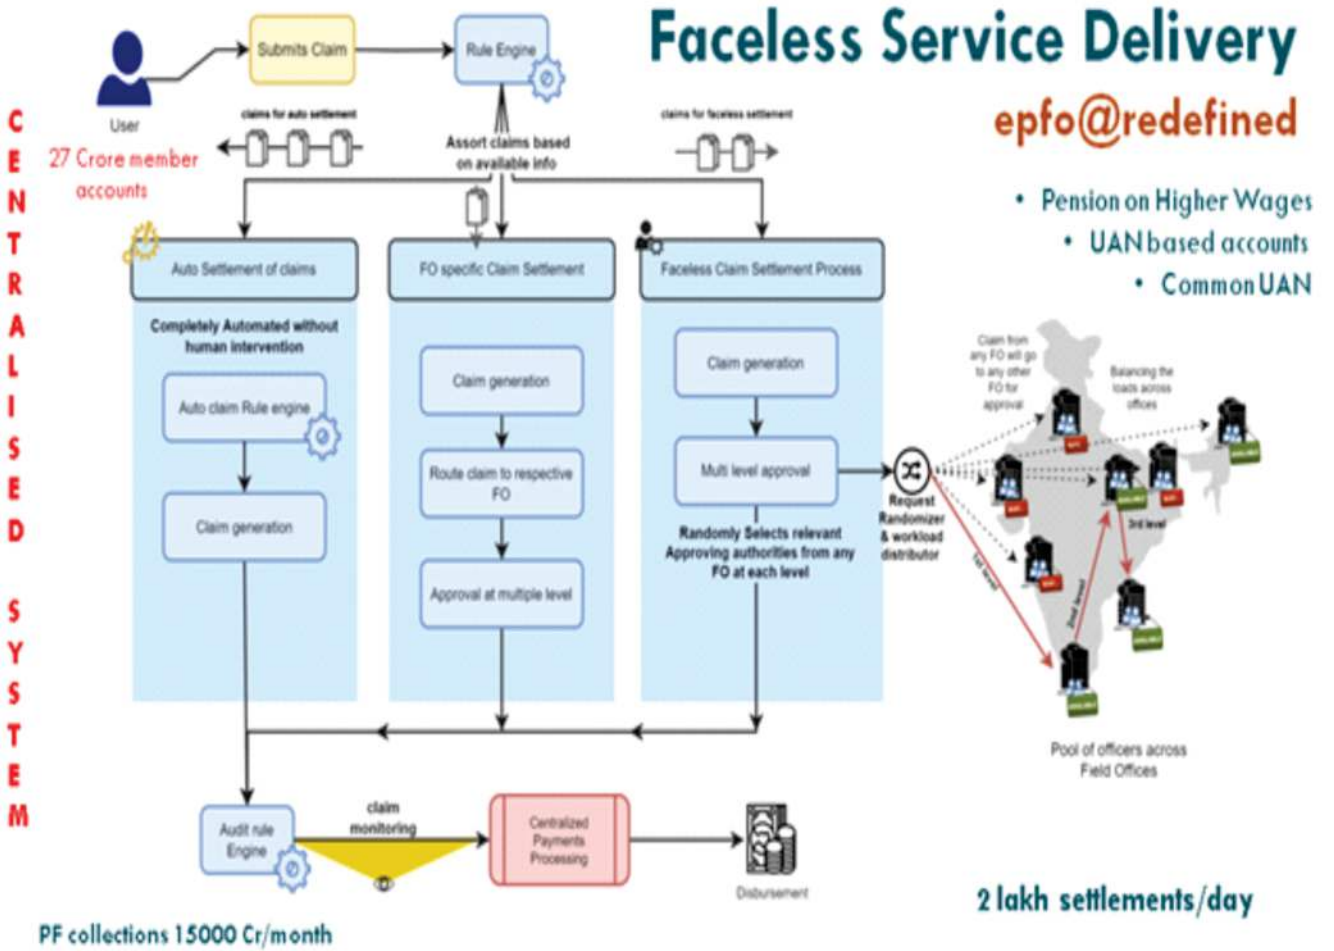 Faceless Service Delivery
epfo@redefined
• Pension on Higher Wages
• UAN based accounts
• Common UAN
CENTRALISED SYSTEM
User
27 Crore member
accounts
Submits Claim
Rule Engine
claims for auto settlement
Assort claims based
on available info
claims for faceless settlement
Auto Settlement of claims
Completely Automated without
human intervention
Auto claim Rule engine
Claim generation
FO specific Claim Settlement
Claim generation
Route claim to respective
FO
Approval at multiple level
Faceless Claim Settlement Process
Claim generation
Multi level approval
Randomly Selects relevant
Approving authorities from any
FO at each level
Request
Randomizer
& workload
distributor
Claim from
any FO will go
to any other
FO for
approval
Balancing the
loads across
offices
1st level
2nd level
3rd level
Pool of officers across
Field Offices
Audit rule
Engine
claim
monitoring
Centralized
Payments
Processing
Disbursement
2 lakh settlements/day
PF collections 15000 Cr/month